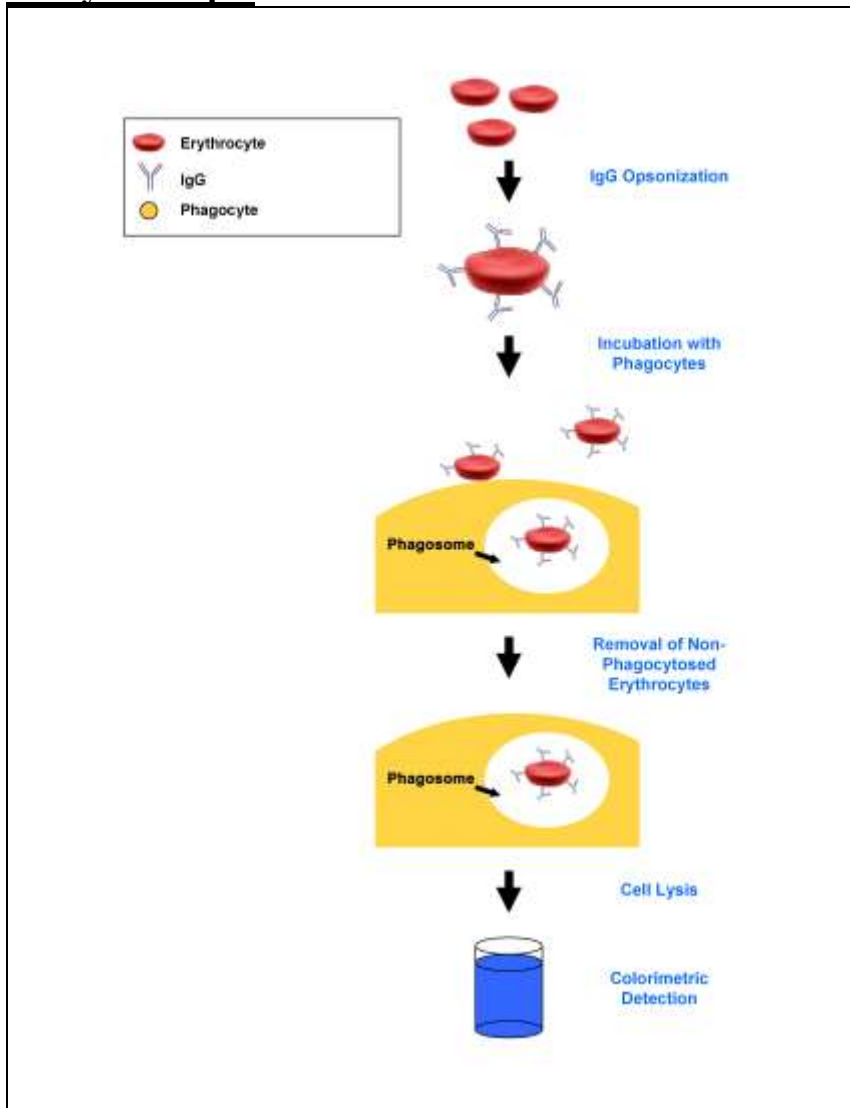 Erythrocyte
IgG
Phagocyte
IgG Opsonization
Incubation with
Phagocytes
Phagosome
Removal of Non-
Phagocytosed
Erythrocytes
Phagosome
Cell Lysis
Colorimetric
Detection